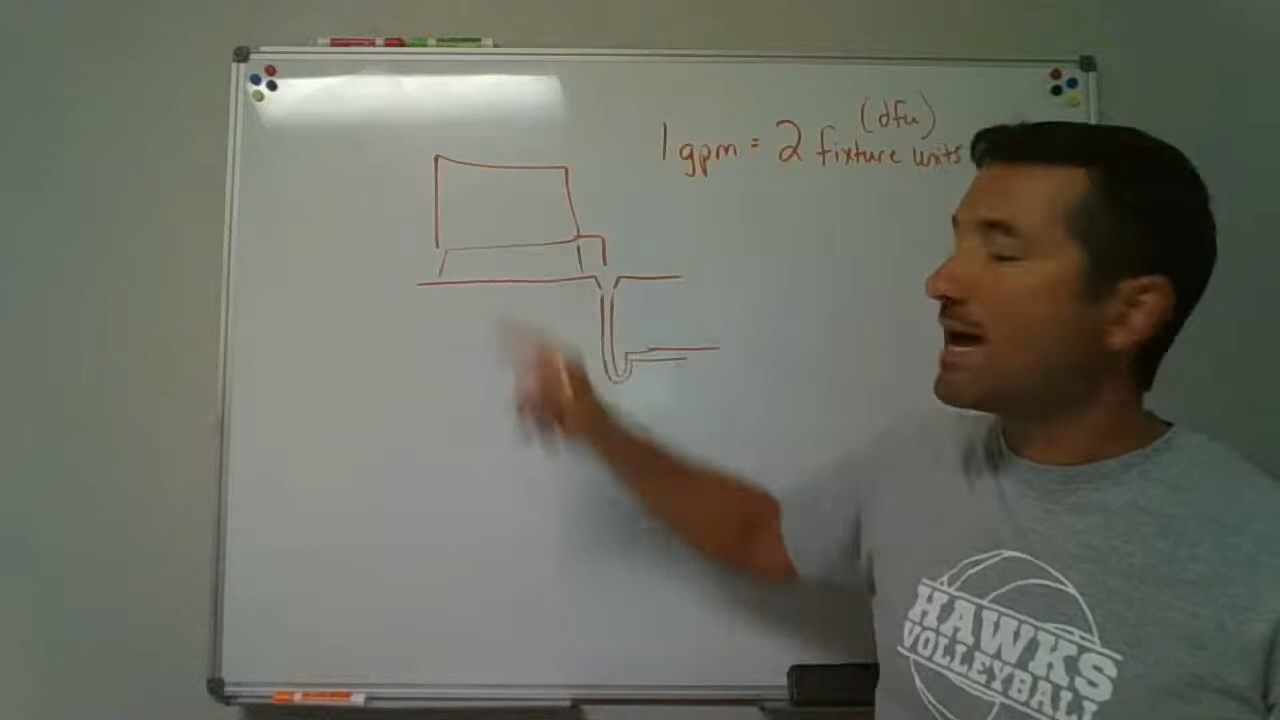 (dfu)
1 gpm = 2 fixture units
HAWKS
VOLLEYBALL